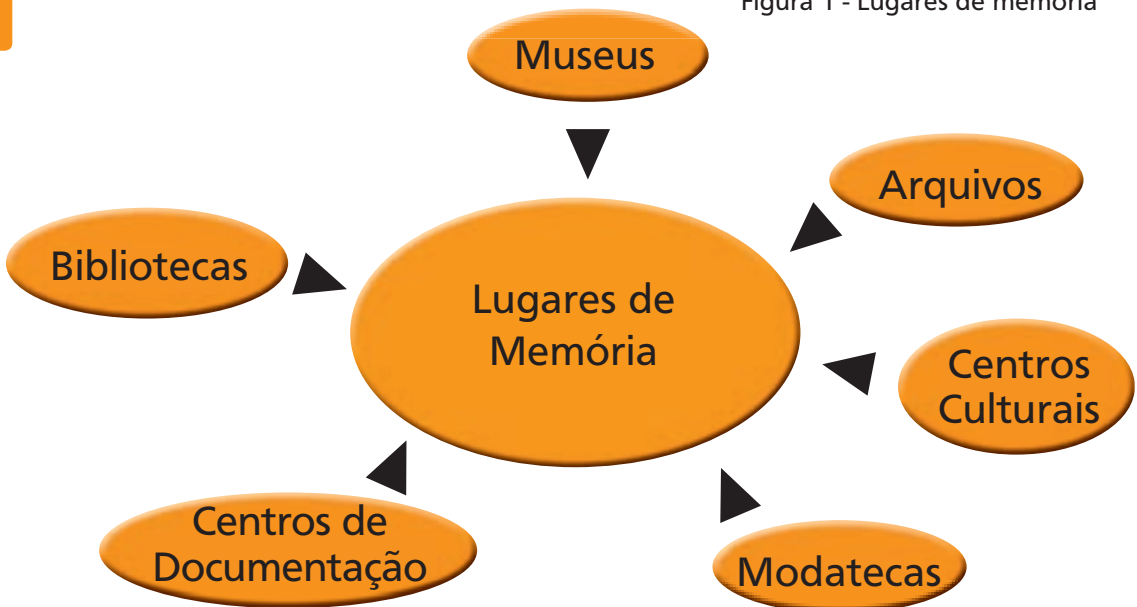 Figura 1 - Lugares de memória
Museus
Arquivos
Bibliotecas
Lugares de
Memória
Centros
Culturais
Centros de
Documentação
Modatecas